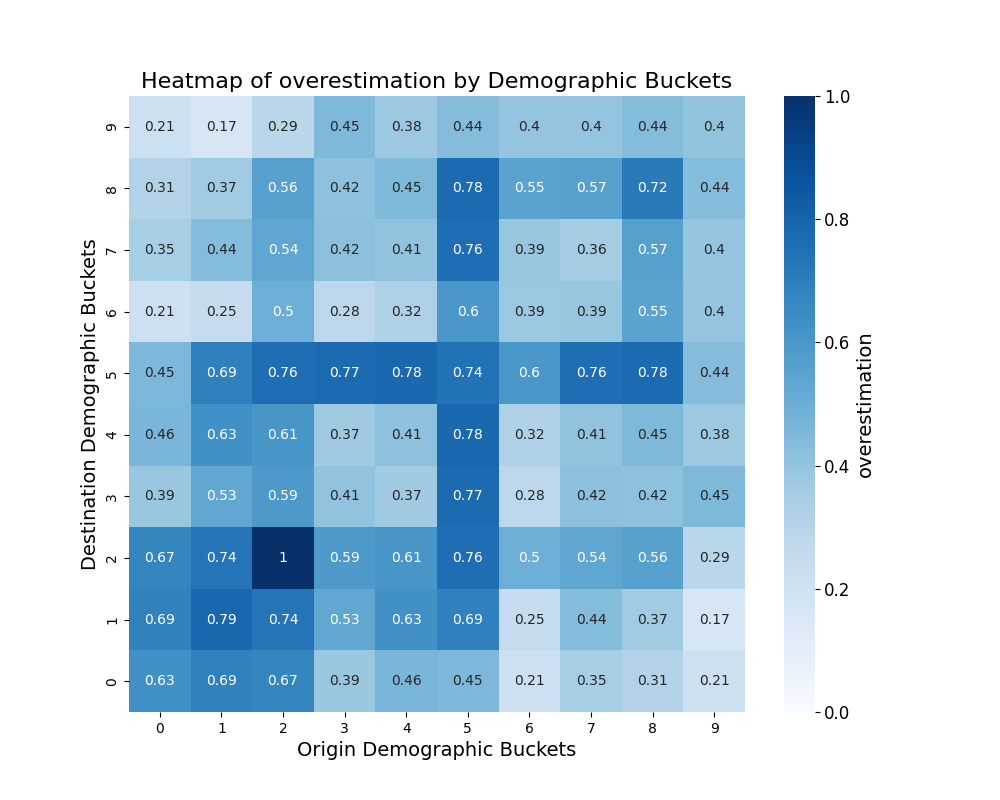 Heatmap of overestimation by Demographic Buckets
9 0.21 0.17 0.29 0.45 0.38 0.44 0.4 0.4 0.44 0.4
8 0.31 0.37 0.56 0.42 0.45 0.78 0.55 0.57 0.72 0.44
7 0.35 0.44 0.54 0.42 0.41 0.76 0.39 0.36 0.57 0.4
6 0.21 0.25 0.5 0.28 0.32 0.6 0.39 0.39 0.55 0.4
5 0.45 0.69 0.76 0.77 0.78 0.74 0.6 0.76 0.78 0.44
4 0.46 0.63 0.61 0.37 0.41 0.78 0.32 0.41 0.45 0.38
3 0.39 0.53 0.59 0.41 0.37 0.77 0.28 0.42 0.42 0.45
2 0.67 0.74 1 0.59 0.61 0.76 0.5 0.54 0.56 0.29
1 0.69 0.79 0.74 0.53 0.63 0.69 0.25 0.44 0.37 0.17
0 0.63 0.69 0.67 0.39 0.46 0.45 0.21 0.35 0.31 0.21
0 1 2 3 4 5 6 7 8 9
Origin Demographic Buckets
Destination Demographic Buckets
1.0
0.8
0.6
0.4
0.2
0.0
overestimation